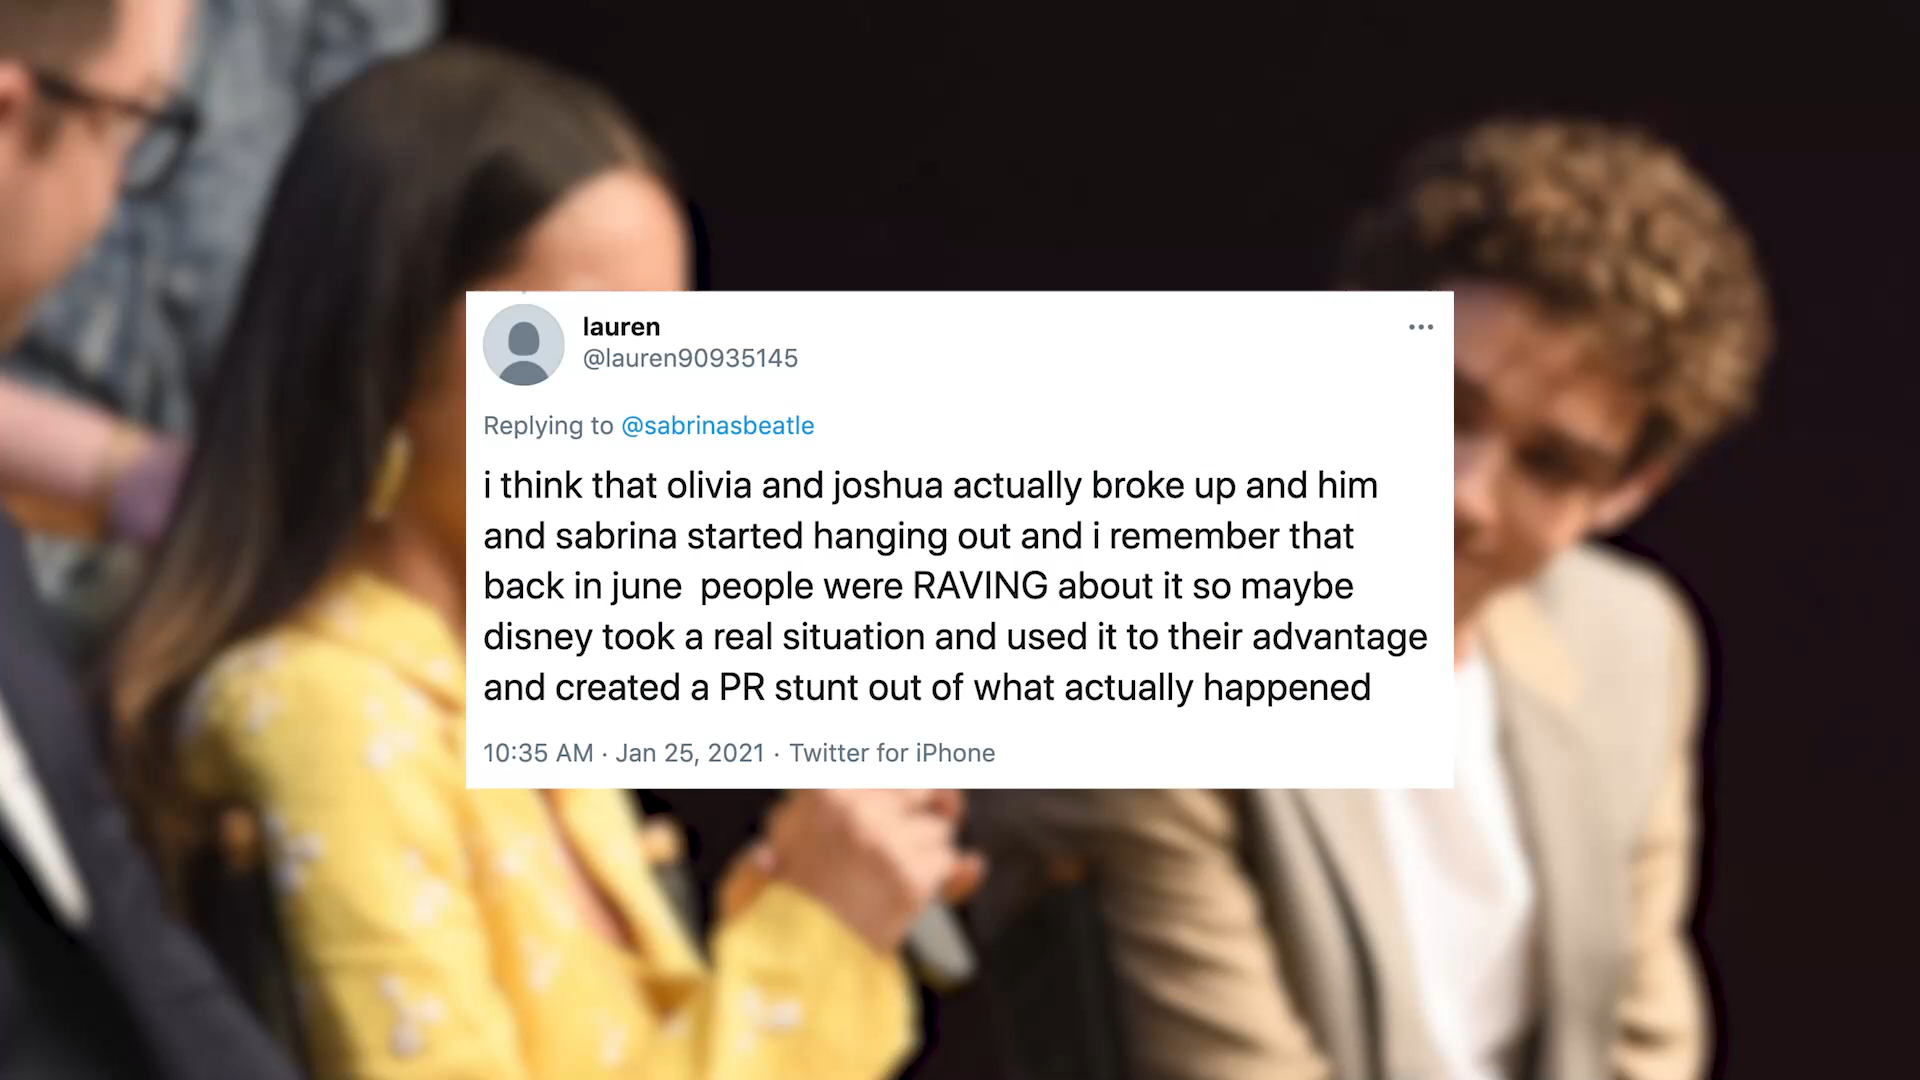 lauren
@lauren90935145
Replying to @sabrinasbeatle
i think that olivia and joshua actually broke up and him
and sabrina started hanging out and i remember that
back in june  people were RAVING about it so maybe
disney took a real situation and used it to their advantage
and created a PR stunt out of what actually happened
10:35 AM · Jan 25, 2021 · Twitter for iPhone